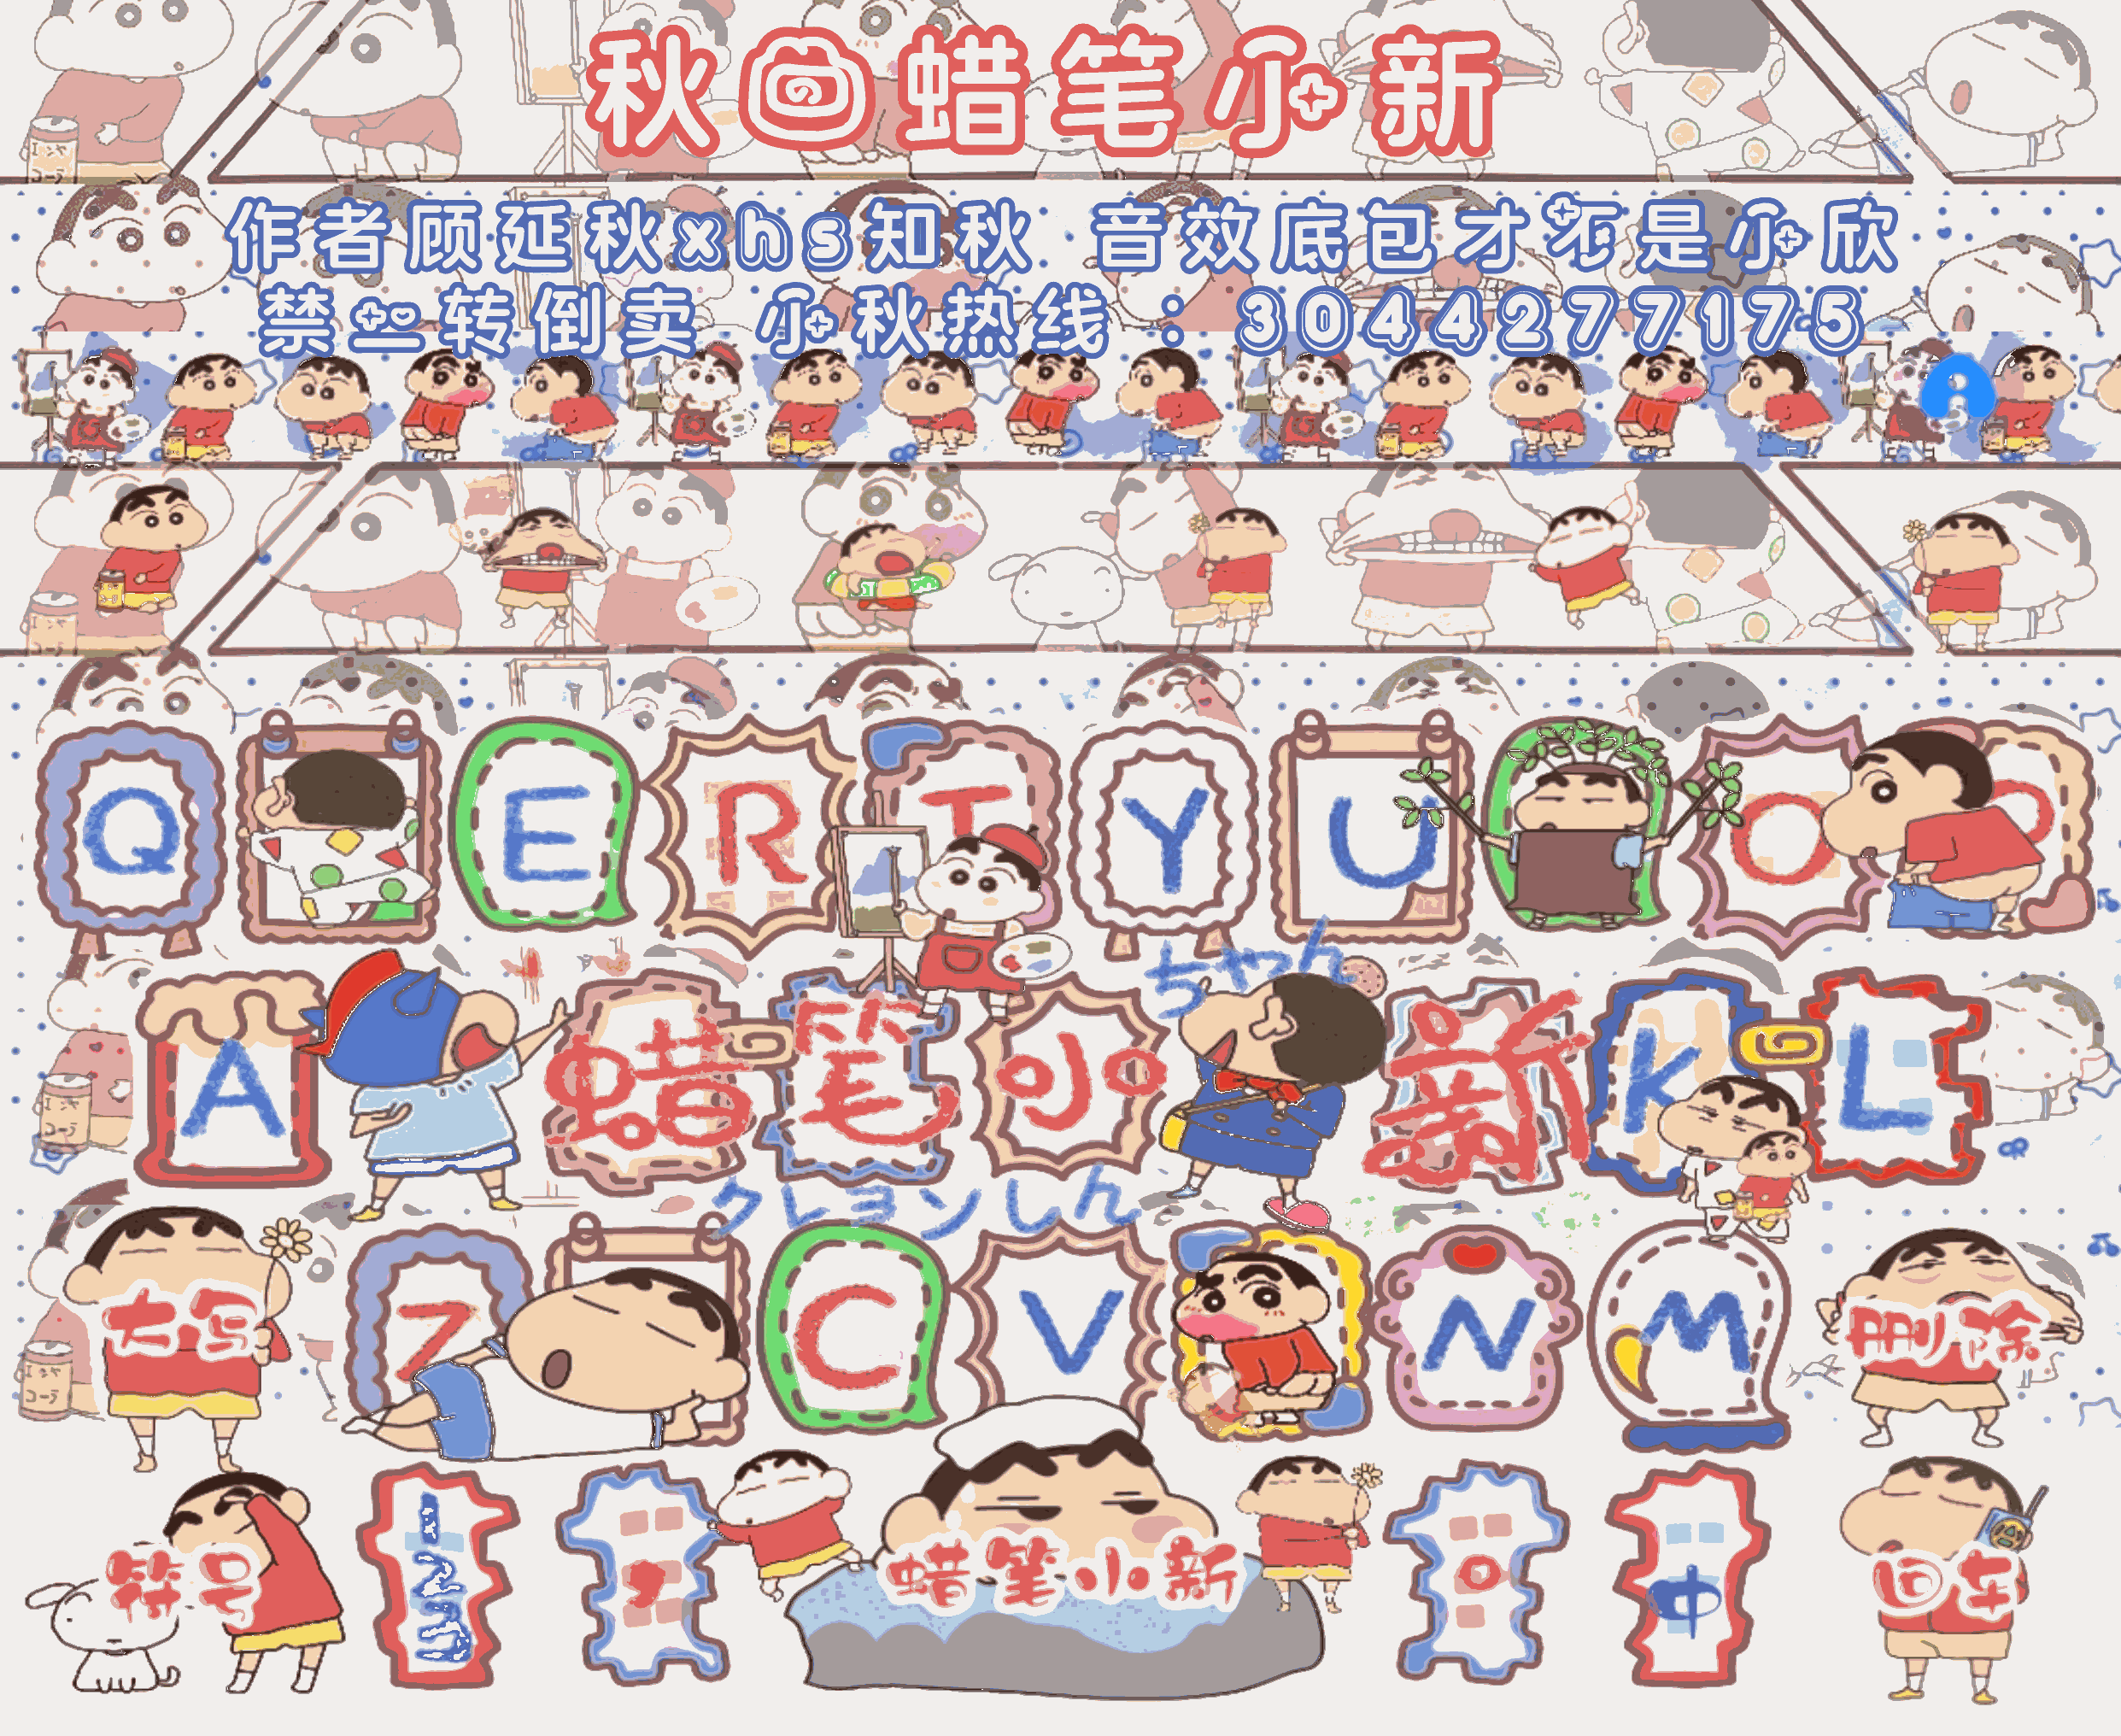 秋日蜡笔小新
作者顾延秋xhs知秋 音效底包才不是小欣
禁二转倒卖 小秋热线：3044277175
Q E R T Y U O P
ちゃん
A 蜡 笔 小 新 K L
クレヨンしん
大写 Z C V N M 删除
符号 123 ， 蜡笔小新 。 中 回车